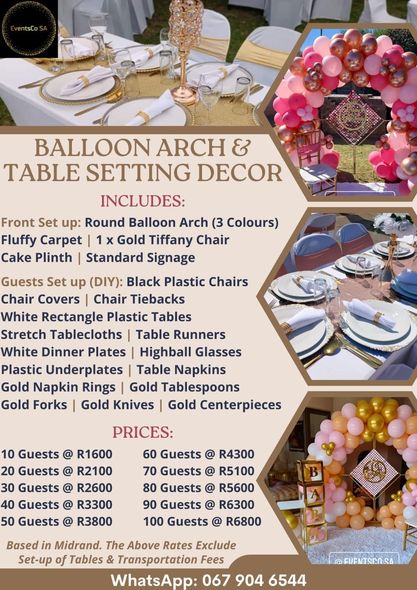 EventsCo SA
BALLOON ARCH &
TABLE SETTING DECOR
INCLUDES:
Front Set up: Round Balloon Arch (3 Colours)
Fluffy Carpet | 1 x Gold Tiffany Chair
Cake Plinth | Standard Signage
Guests Set up (DIY): Black Plastic Chairs
Chair Covers | Chair Tiebacks
White Rectangle Plastic Tables
Stretch Tablecloths | Table Runners
White Dinner Plates | Highball Glasses
Plastic Underplates | Table Napkins
Gold Napkin Rings | Gold Tablespoons
Gold Forks | Gold Knives | Gold Centerpieces
PRICES:
10 Guests @ R1600
20 Guests @ R2100
30 Guests @ R2600
40 Guests @ R3300
50 Guests @ R3800
60 Guests @ R4300
70 Guests @ R5100
80 Guests @ R5600
90 Guests @ R6300
100 Guests @ R6800
Based in Midrand. The Above Rates Exclude
Set-up of Tables & Transportation Fees
@EVENTSCO.SA
WhatsApp: 067 904 6544